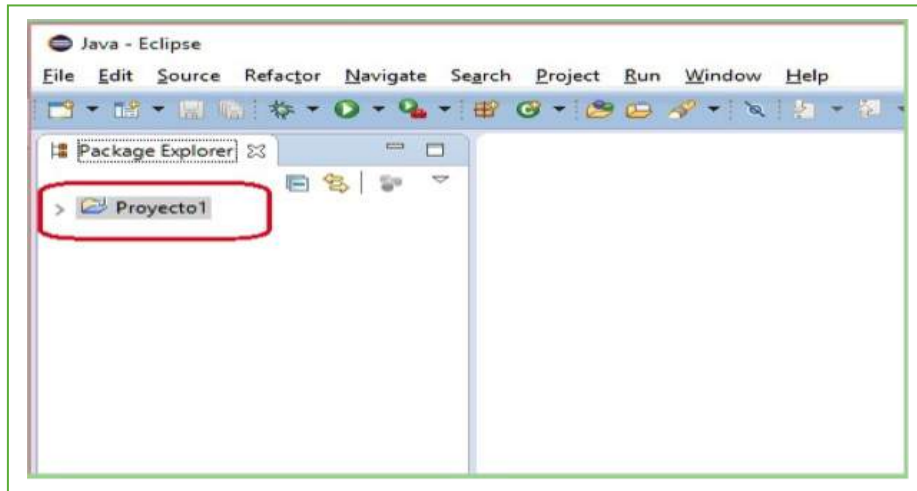 Java - Eclipse
File Edit Source Refactor Navigate Search Project Run Window Help
Package Explorer
Proyecto1